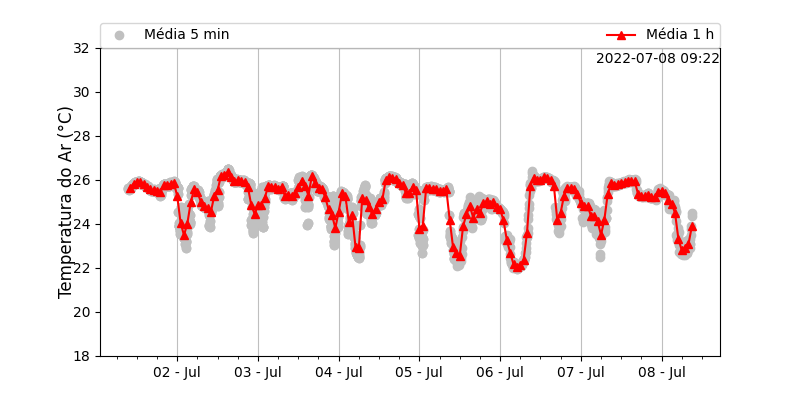 Média 5 min
Média 1 h
2022-07-08 09:22
Temperatura do Ar (°C)
32
30
28
26
24
22
20
18
02 - Jul
03 - Jul
04 - Jul
05 - Jul
06 - Jul
07 - Jul
08 - Jul